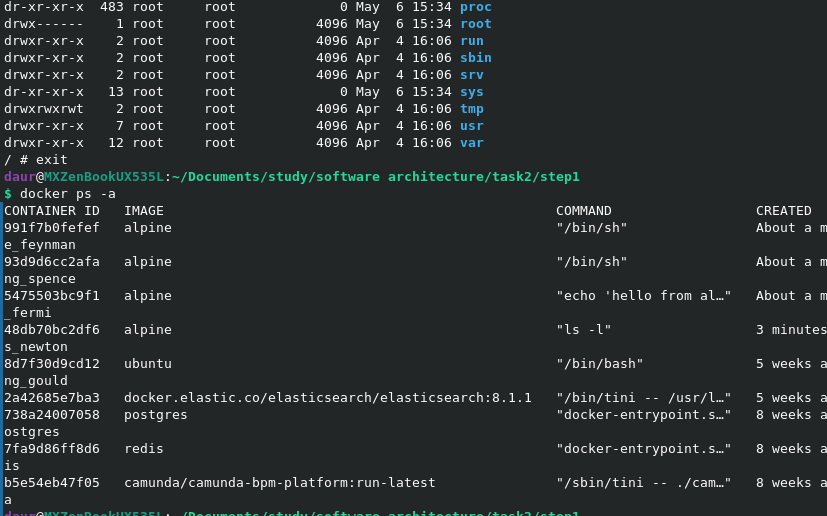 dr-xr-xr-x  483 root     root             0 May  6 15:34 proc
drwx------    1 root     root          4096 May  6 15:34 root
drwxr-xr-x    2 root     root          4096 Apr  4 16:06 run
drwxr-xr-x    2 root     root          4096 Apr  4 16:06 sbin
drwxr-xr-x    2 root     root          4096 Apr  4 16:06 srv
dr-xr-xr-x   13 root     root             0 May  6 15:34 sys
drwxrwxrwt    2 root     root          4096 Apr  4 16:06 tmp
drwxr-xr-x    7 root     root          4096 Apr  4 16:06 usr
drwxr-xr-x   12 root     root          4096 Apr  4 16:06 var
/ # exit
daur@MXZenBookUX535L:~/Documents/study/software architecture/task2/step1
$ docker ps -a
CONTAINER ID   IMAGE                                                 COMMAND                  CREATED
991f7b0fefef   alpine                                                "/bin/sh"                About a m
e_feynman
93d9d6cc2afa   alpine                                                "/bin/sh"                About a m
ng_spence
5475503bc9f1   alpine                                                "echo 'hello from al…"   About a m
_fermi
48db70bc2df6   alpine                                                "ls -l"                  3 minutes
s_newton
8d7f30d9cd12   ubuntu                                                "/bin/bash"              5 weeks a
ng_gould
2a42685e7ba3   docker.elastic.co/elasticsearch/elasticsearch:8.1.1   "/bin/tini -- /usr/l…"   5 weeks a
738a24007058   postgres                                              "docker-entrypoint.s…"   8 weeks a
ostgres
7fa9d86ff8d6   redis                                                 "docker-entrypoint.s…"   8 weeks a
is
b5e54eb47f05   camunda/camunda-bpm-platform:run-latest               "/sbin/tini -- ./cam…"   8 weeks a
a
daur@MXZenBookUX535L:~/Documents/study/software architecture/task2/step1